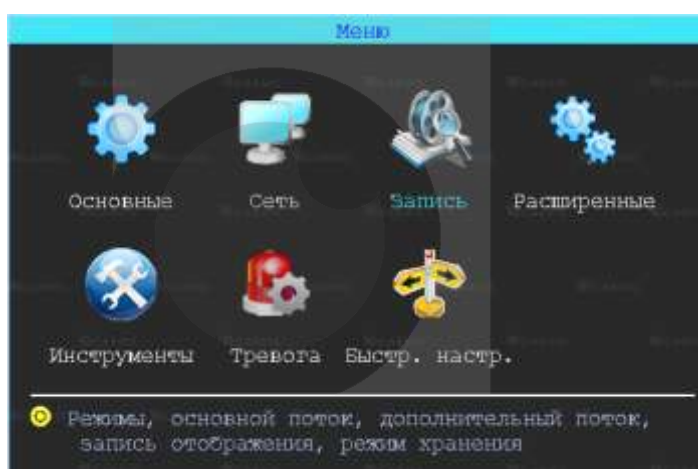 Меню
Основные Сеть Запись Расширенные
Инструменты Тревога Быстр. настр.
Режимы, основной поток, дополнительный поток,
запись отображения, режим хранения